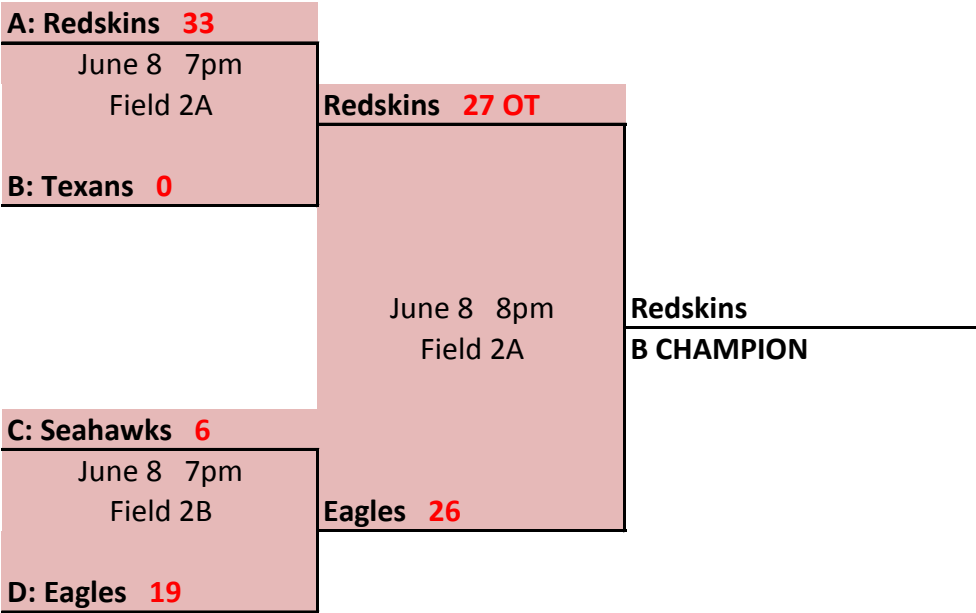 A: Redskins 33
June 8 7pm
Field 2A
B: Texans 0
Redskins 27 OT
June 8 8pm
Field 2A
Redskins
B CHAMPION
C: Seahawks 6
June 8 7pm
Field 2B
D: Eagles 19
Eagles 26